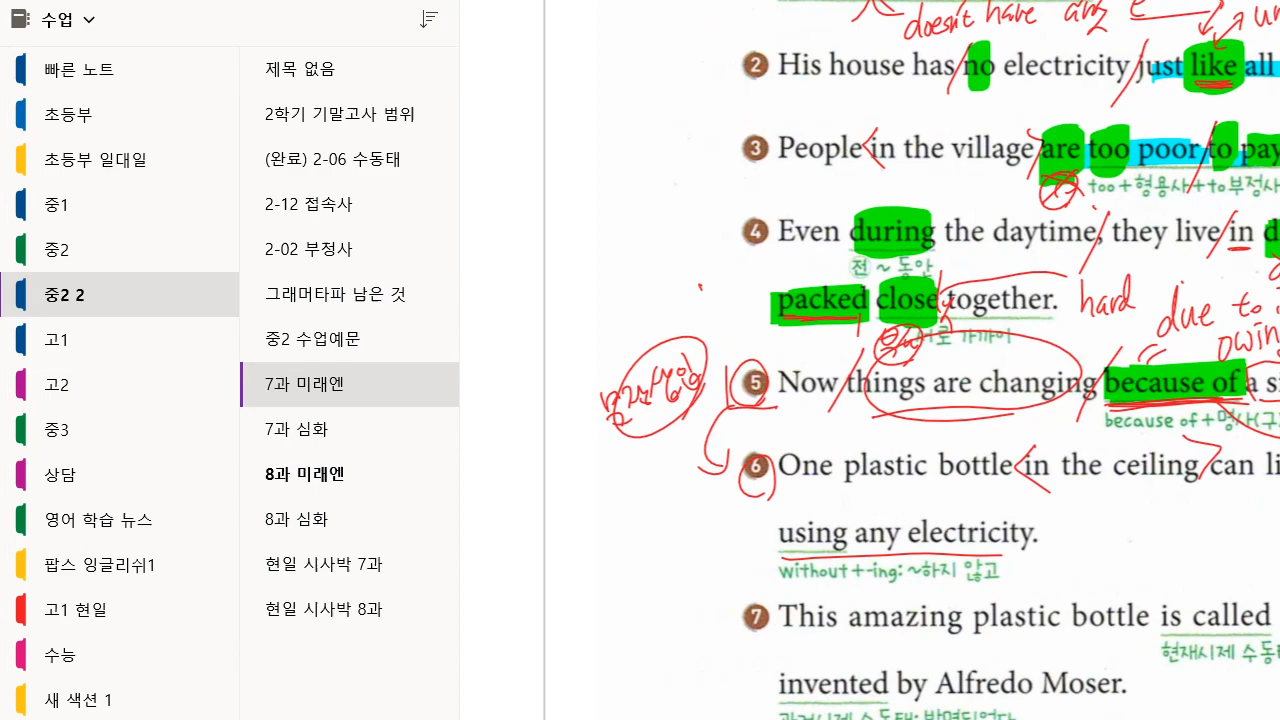 수업
빠른 노트
초등부
초등부 일대일
중1
중2
중2 2
고1
고2
중3
상담
영어 학습 뉴스
팝스 잉글리쉬1
고1 현일
수능
새 섹션 1
제목 없음
2학기 기말고사 범위
(완료) 2-06 수동태
2-12 접속사
2-02 부정사
그래머타파 남은 것
중2 수업예문
7과 미래엔
7과 심화
8과 미래엔
8과 심화
현일 시사박 7과
현일 시사박 8과
doesn't have any
2 His house has no electricity just like all
3 People in the village are too poor to pay
too+형용사+to부정사
4 Even during the daytime, they live in
전 ~ 동안
packed close together. hard due to
로 가까이
5 Now things are changing because of a
because of+명사(구
6 One plastic bottle in the ceiling can
using any electricity.
without+-ing: ~하지 않고
7 This amazing plastic bottle is called
현재시제 수동
invented by Alfredo Moser.